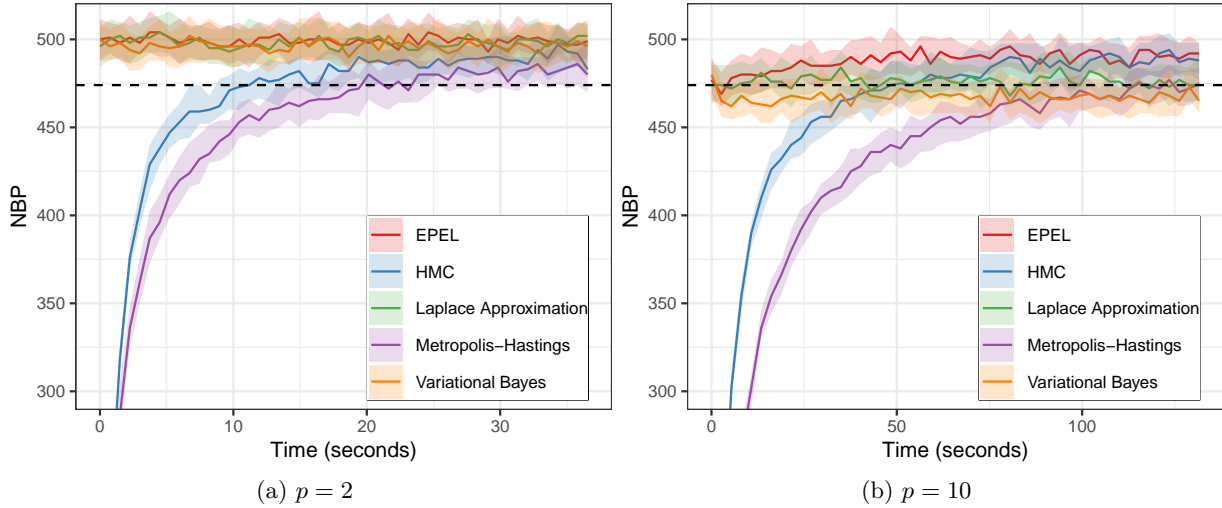 500
450
400
350
300
NBP
0
10
20
30
Time (seconds)
EPEL
HMC
Laplace Approximation
Metropolis−Hastings
Variational Bayes
(a) p = 2
500
450
400
350
300
NBP
0
50
100
Time (seconds)
EPEL
HMC
Laplace Approximation
Metropolis−Hastings
Variational Bayes
(b) p = 10